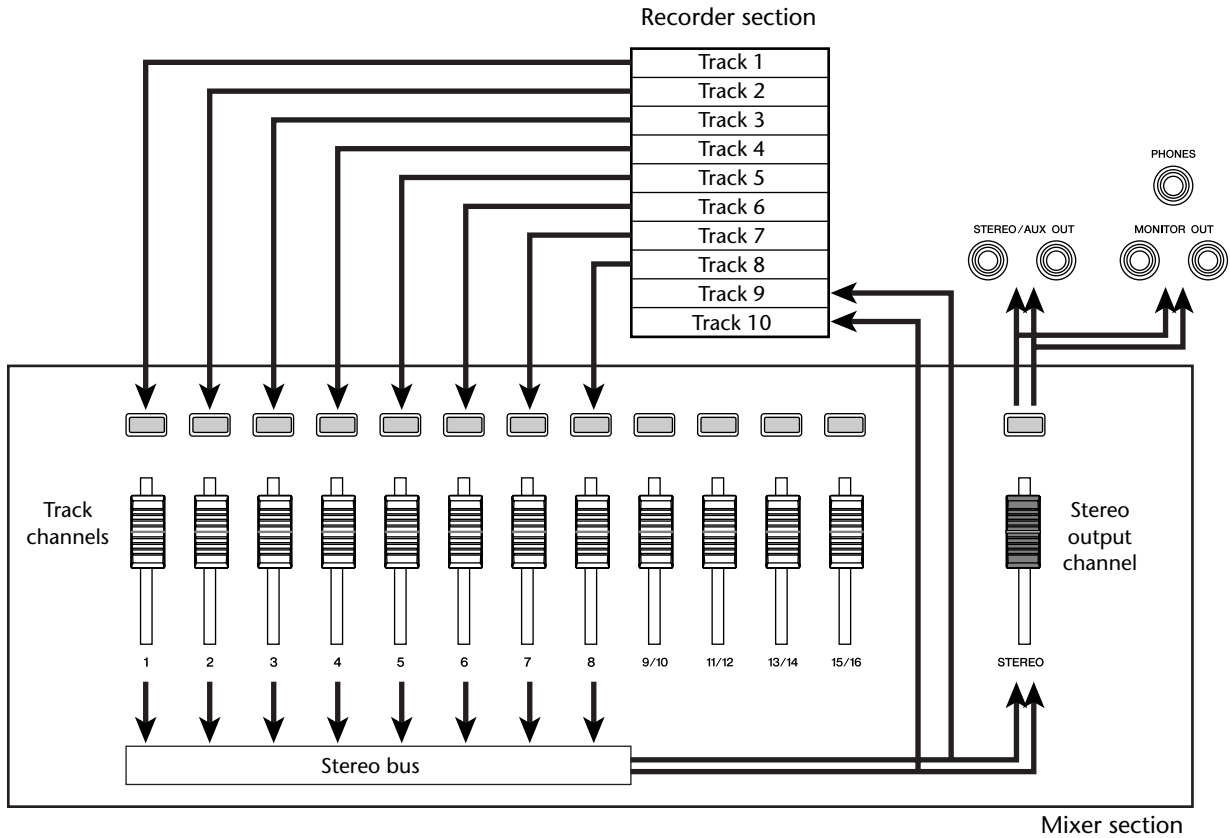 Recorder section
Track 1
Track 2
Track 3
Track 4
Track 5
Track 6
Track 7
Track 8
Track 9
Track 10
PHONES
STEREO/AUX OUT
MONITOR OUT
Track
channels
Stereo
output
channel
1
2
3
4
5
6
7
8
9/10
11/12
13/14
15/16
STEREO
Stereo bus
Mixer section